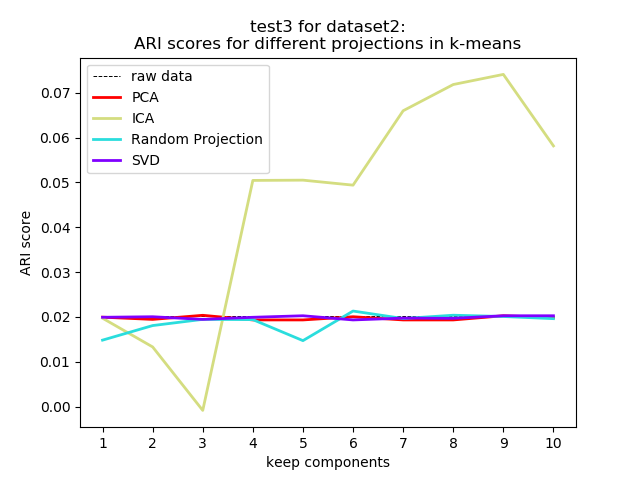 test3 for dataset2:
ARI scores for different projections in k-means
raw data
PCA
ICA
Random Projection
SVD
0.07
0.06
0.05
0.04
0.03
0.02
0.01
0.00
ARI score
1 2 3 4 5 6 7 8 9 10
keep components